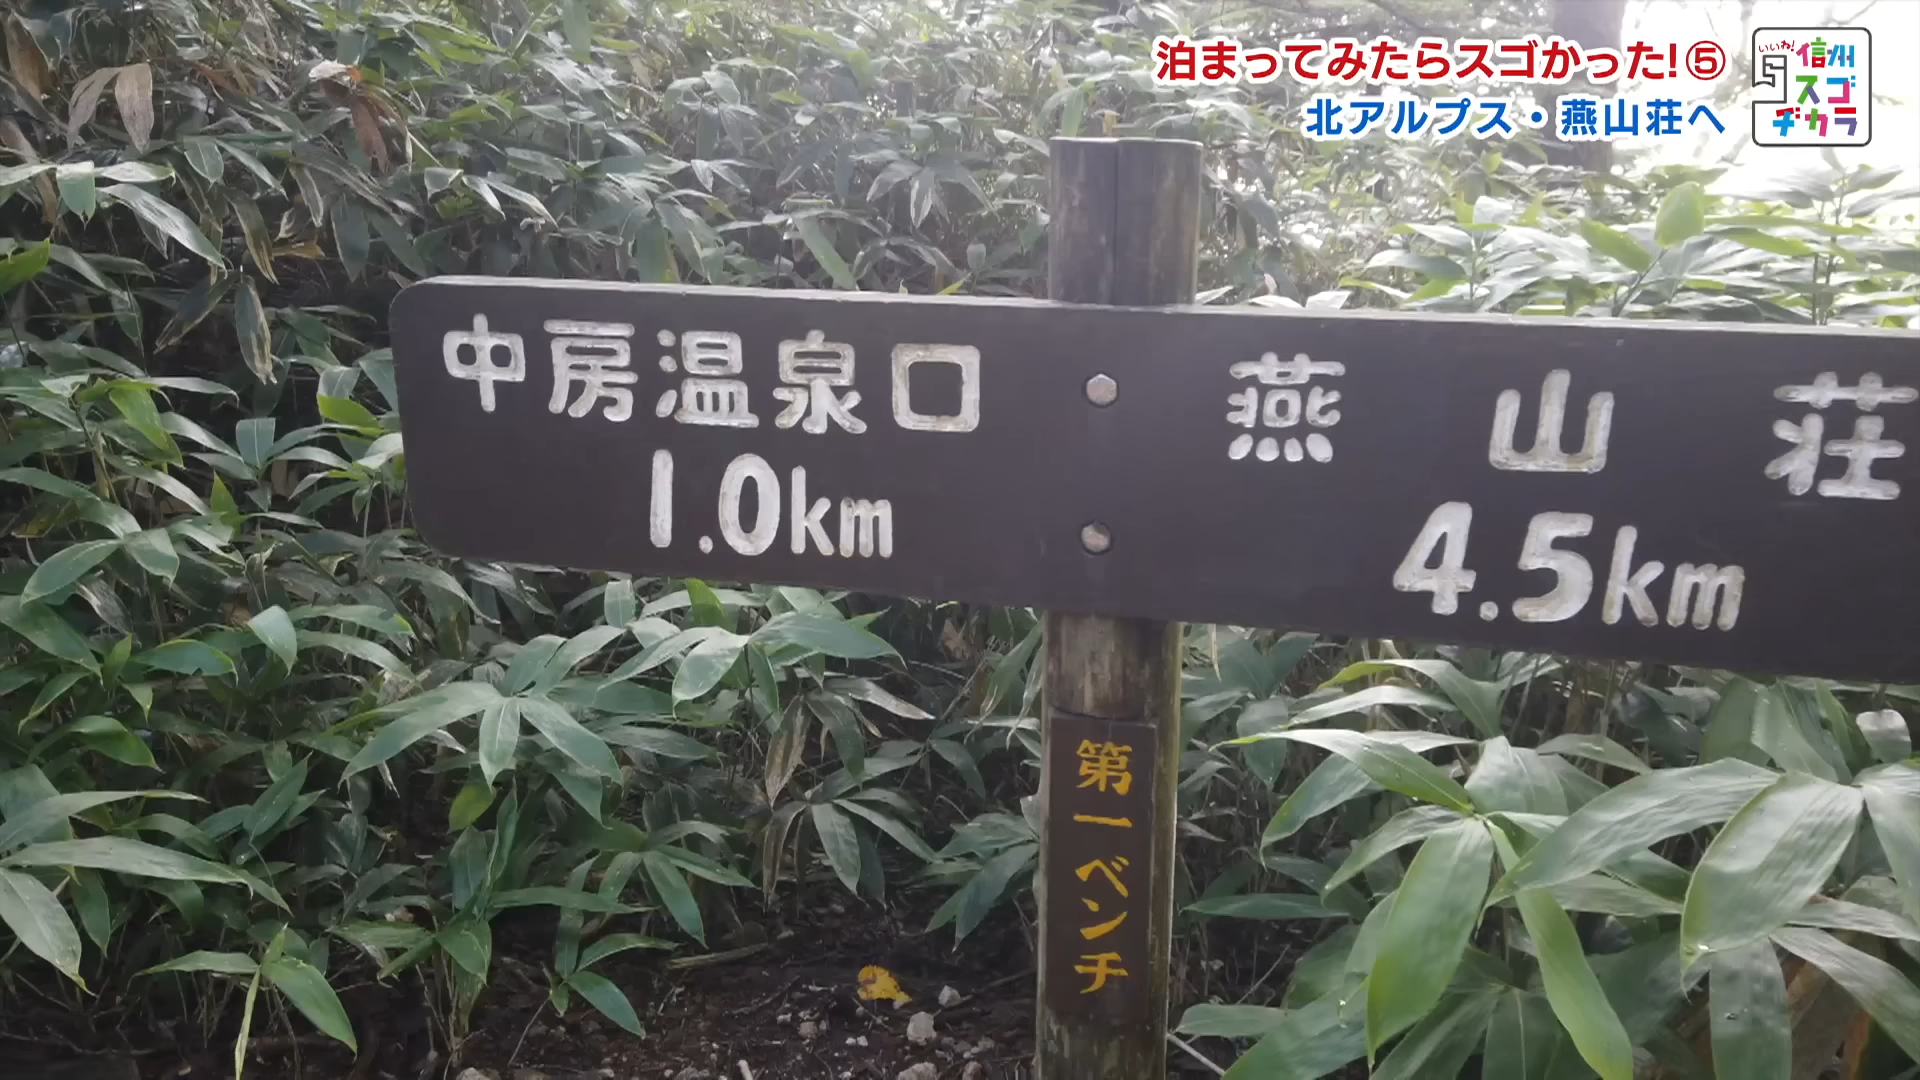 泊まってみたらスゴかった!⑤
北アルプス・燕山荘へ
いいね!
信州
スゴ
ヂカラ
中房温泉口
1.0km
燕山荘
4.5km
第一ベンチ